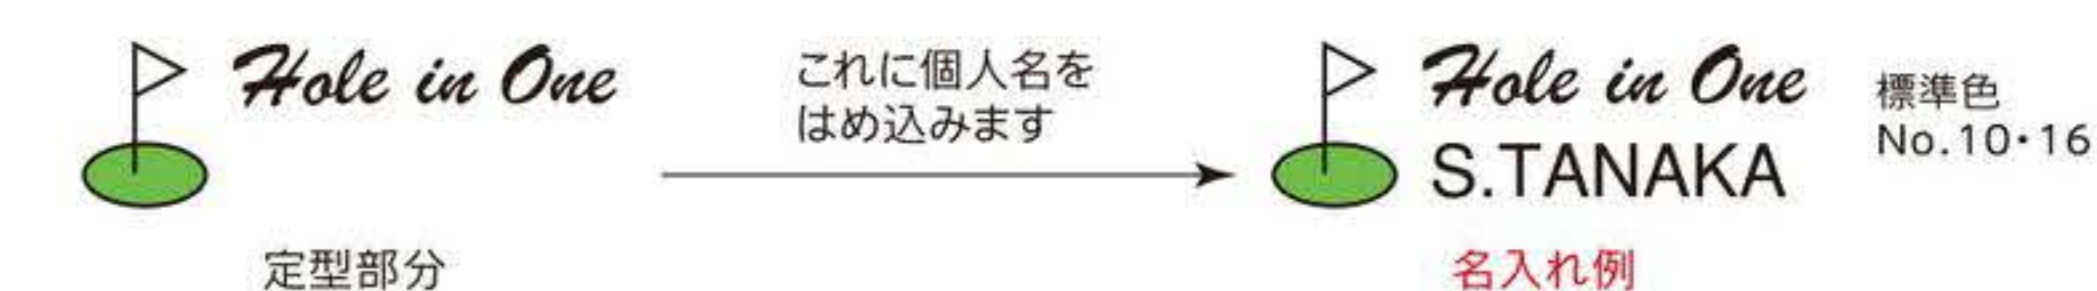 Hole in One
定型部分
これに個人名を
はめ込みます
Hole in One
S.TANAKA
名入れ例
標準色
No.10・16